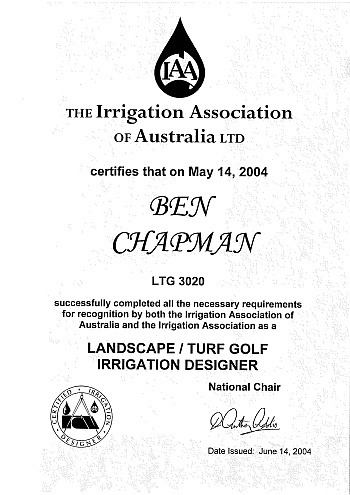 IAA
THE Irrigation Association
OF Australia LTD
certifies that on May 14, 2004
BEN
CHAPMAN
LTG 3020
successfully completed all the necessary requirements
for recognition by both the Irrigation Association of
Australia and the Irrigation Association as a
LANDSCAPE / TURF GOLF
IRRIGATION DESIGNER
National Chair
CERTIFIED IRRIGATION DESIGNER
Date Issued: June 14, 2004